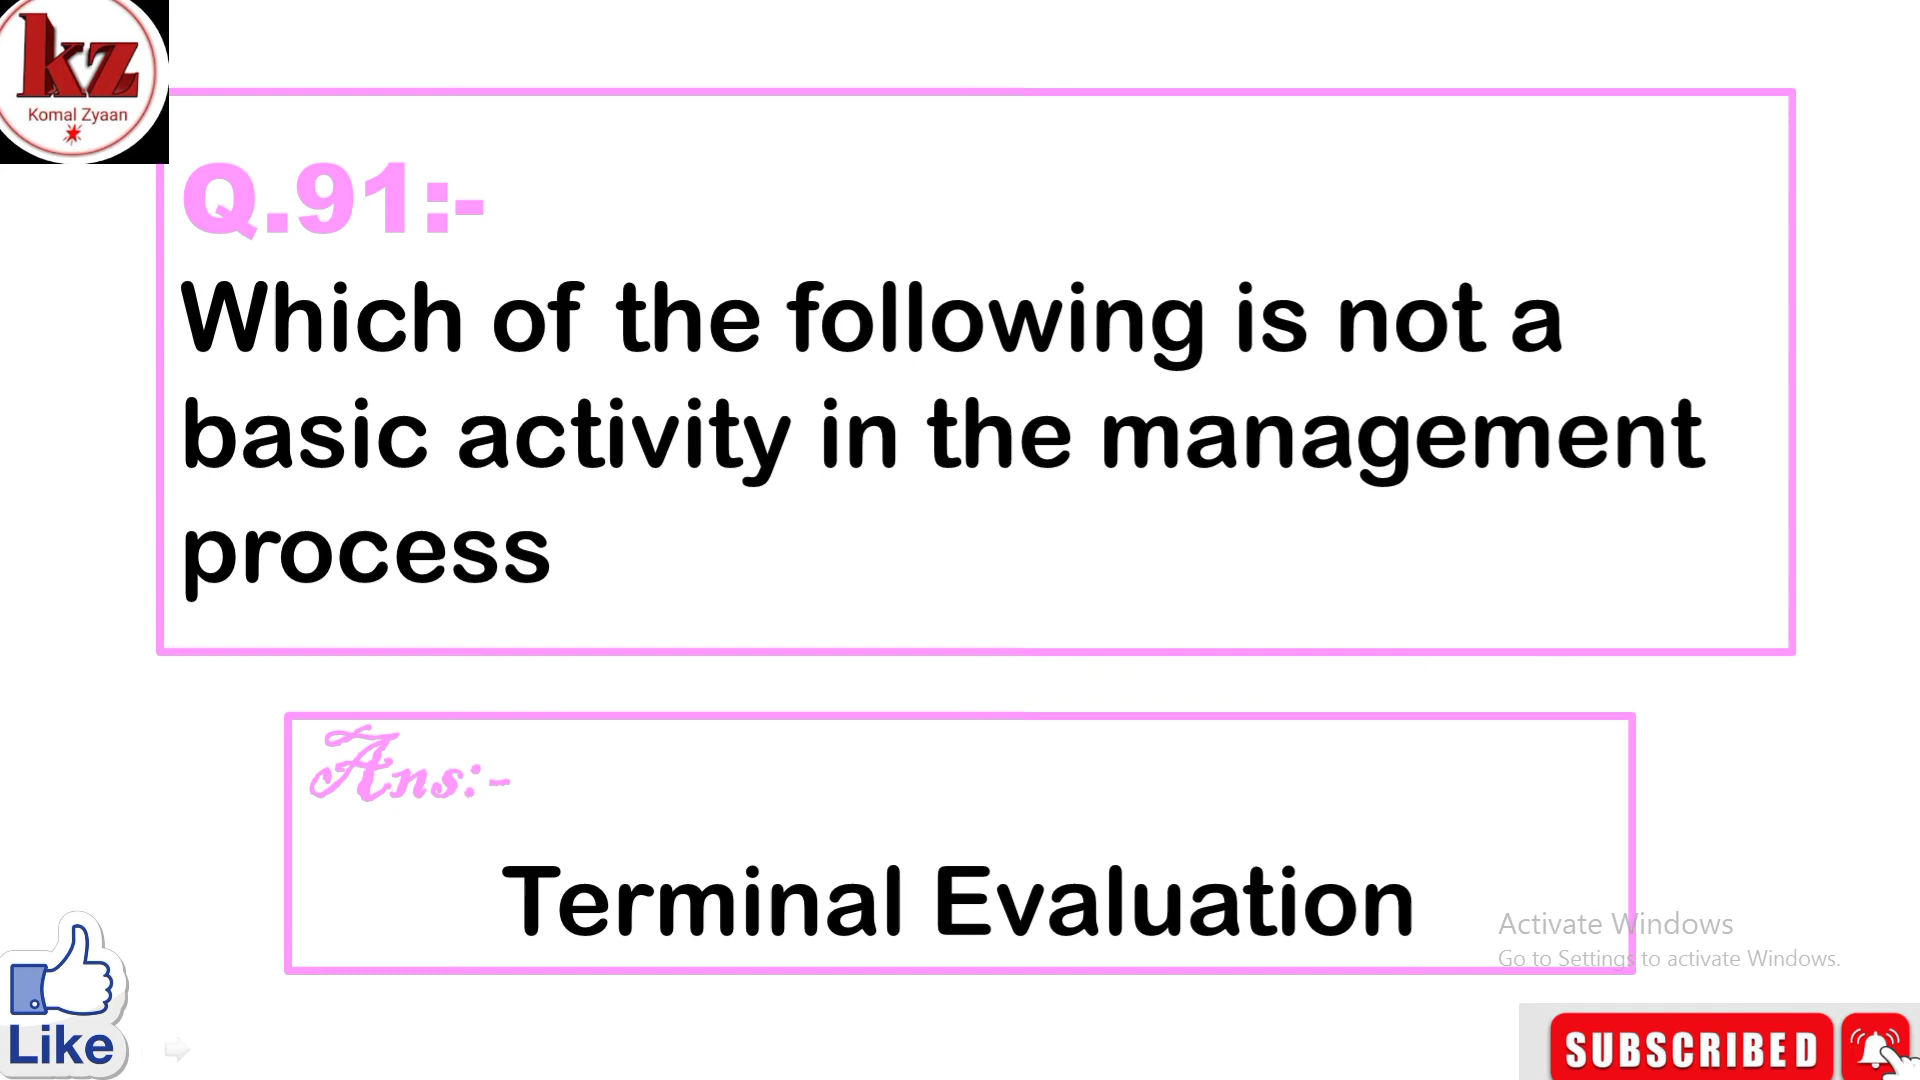 kz
Komal Zyaan
Q.91:-
Which of the following is not a
basic activity in the management
process
Ans:-
Terminal Evaluation
Activate Windows
Go to Settings to activate Windows.
Like
SUBSCRIBED